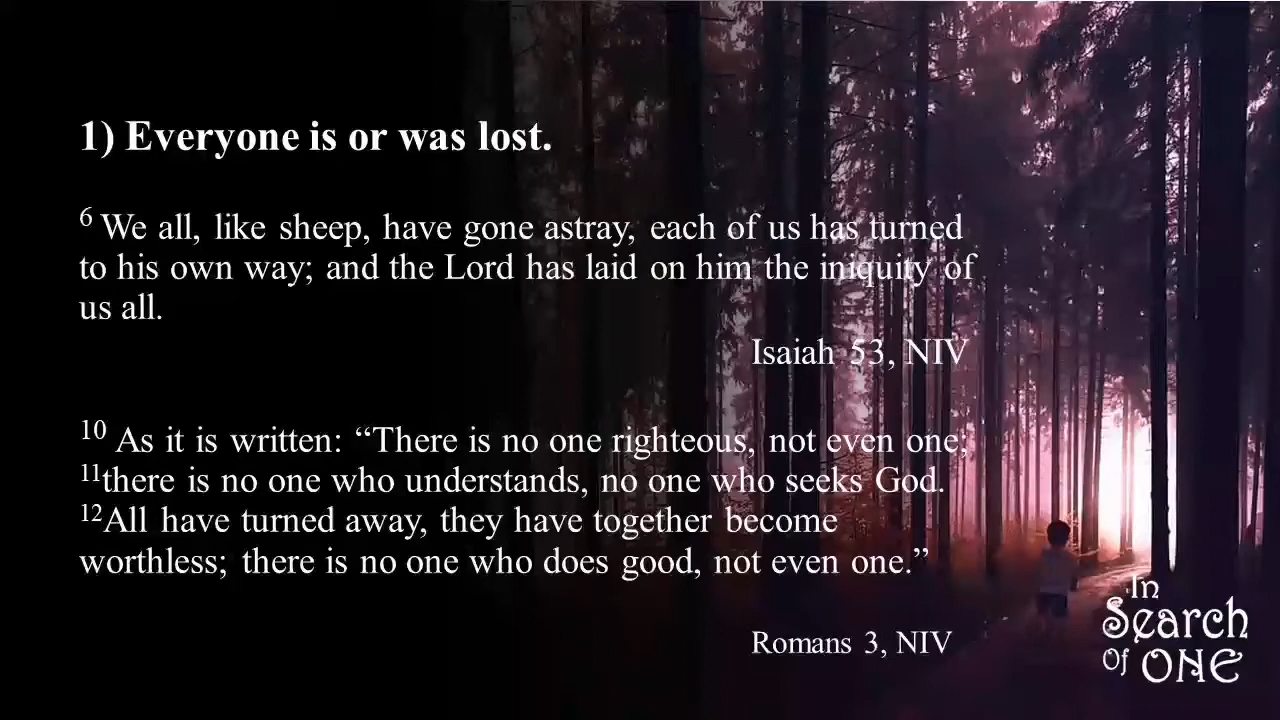 1) Everyone is or was lost.
6 We all, like sheep, have gone astray, each of us has turned
to his own way; and the Lord has laid on him the iniquity of
us all.
Isaiah 53, NIV
10 As it is written: “There is no one righteous, not even one;
11there is no one who understands, no one who seeks God.
12All have turned away, they have together become
worthless; there is no one who does good, not even one.”
Romans 3, NIV
In
Search
Of ONE